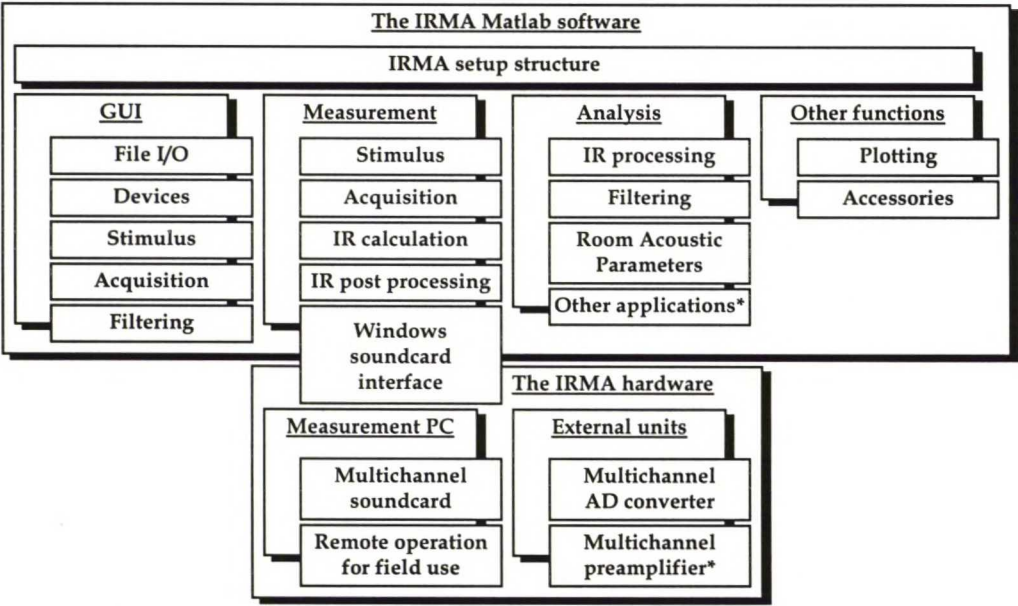 The IRMA Matlab software
IRMA setup structure
GUI
File I/O
Devices
Stimulus
Acquisition
Filtering
Measurement
Stimulus
Acquisition
IR calculation
IR post processing
Windows
soundcard
interface
Analysis
IR processing
Filtering
Room Acoustic
Parameters
Other applications*
Other functions
Plotting
Accessories
The IRMA hardware
Measurement PC
Multichannel
soundcard
Remote operation
for field use
External units
Multichannel
AD converter
Multichannel
preamplifier*